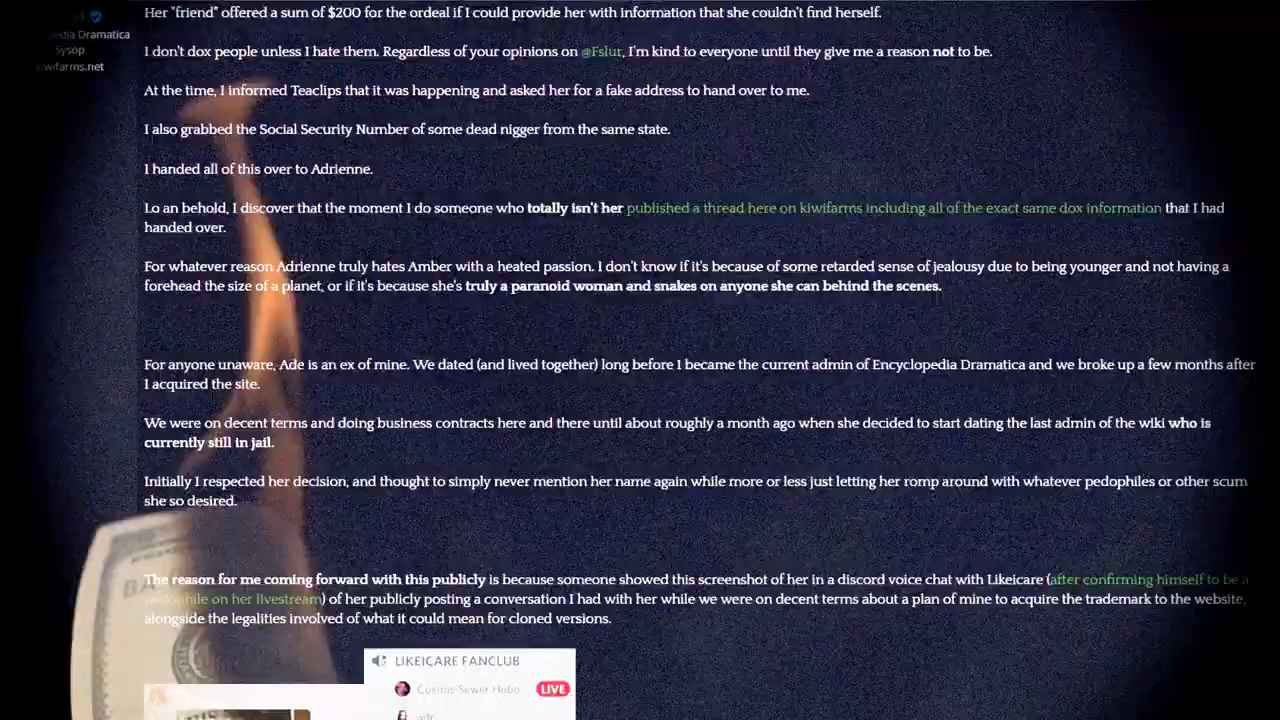 pedia Dramatica
Sysop
kiwifarms.net
Her "friend" offered a sum of $200 for the ordeal if I could provide her with information that she couldn't find herself.
I don't dox people unless I hate them. Regardless of your opinions on @Fslur, I'm kind to everyone until they give me a reason not to be.
At the time, I informed Teaclips that it was happening and asked her for a fake address to hand over to me.
I also grabbed the Social Security Number of some dead nigger from the same state.
I handed all of this over to Adrienne.
Lo an behold, I discover that the moment I do someone who totally isn't her published a thread here on kiwifarms including all of the exact same dox information that I had
handed over.
For whatever reason Adrienne truly hates Amber with a heated passion. I don't know if it's because of some retarded sense of jealousy due to being younger and not having a
forehead the size of a planet, or if it's because she's truly a paranoid woman and snakes on anyone she can behind the scenes.
For anyone unaware, Ade is an ex of mine. We dated (and lived together) long before I became the current admin of Encyclopedia Dramatica and we broke up a few months after
I acquired the site.
We were on decent terms and doing business contracts here and there until about roughly a month ago when she decided to start dating the last admin of the wiki who is
currently still in jail.
Initially I respected her decision, and thought to simply never mention her name again while more or less just letting her romp around with whatever pedophiles or other scum
she so desired.
The reason for me coming forward with this publicly is because someone showed this screenshot of her in a discord voice chat with Likeicare (after confirming himself to be a
pedophile on her livestream) of her publicly posting a conversation I had with her while we were on decent terms about a plan of mine to acquire the trademark to the website,
alongside the legalities involved of what it could mean for cloned versions.
LIKEICARE FANCLUB
Cosmic Sewer Hobo LIVE
ade